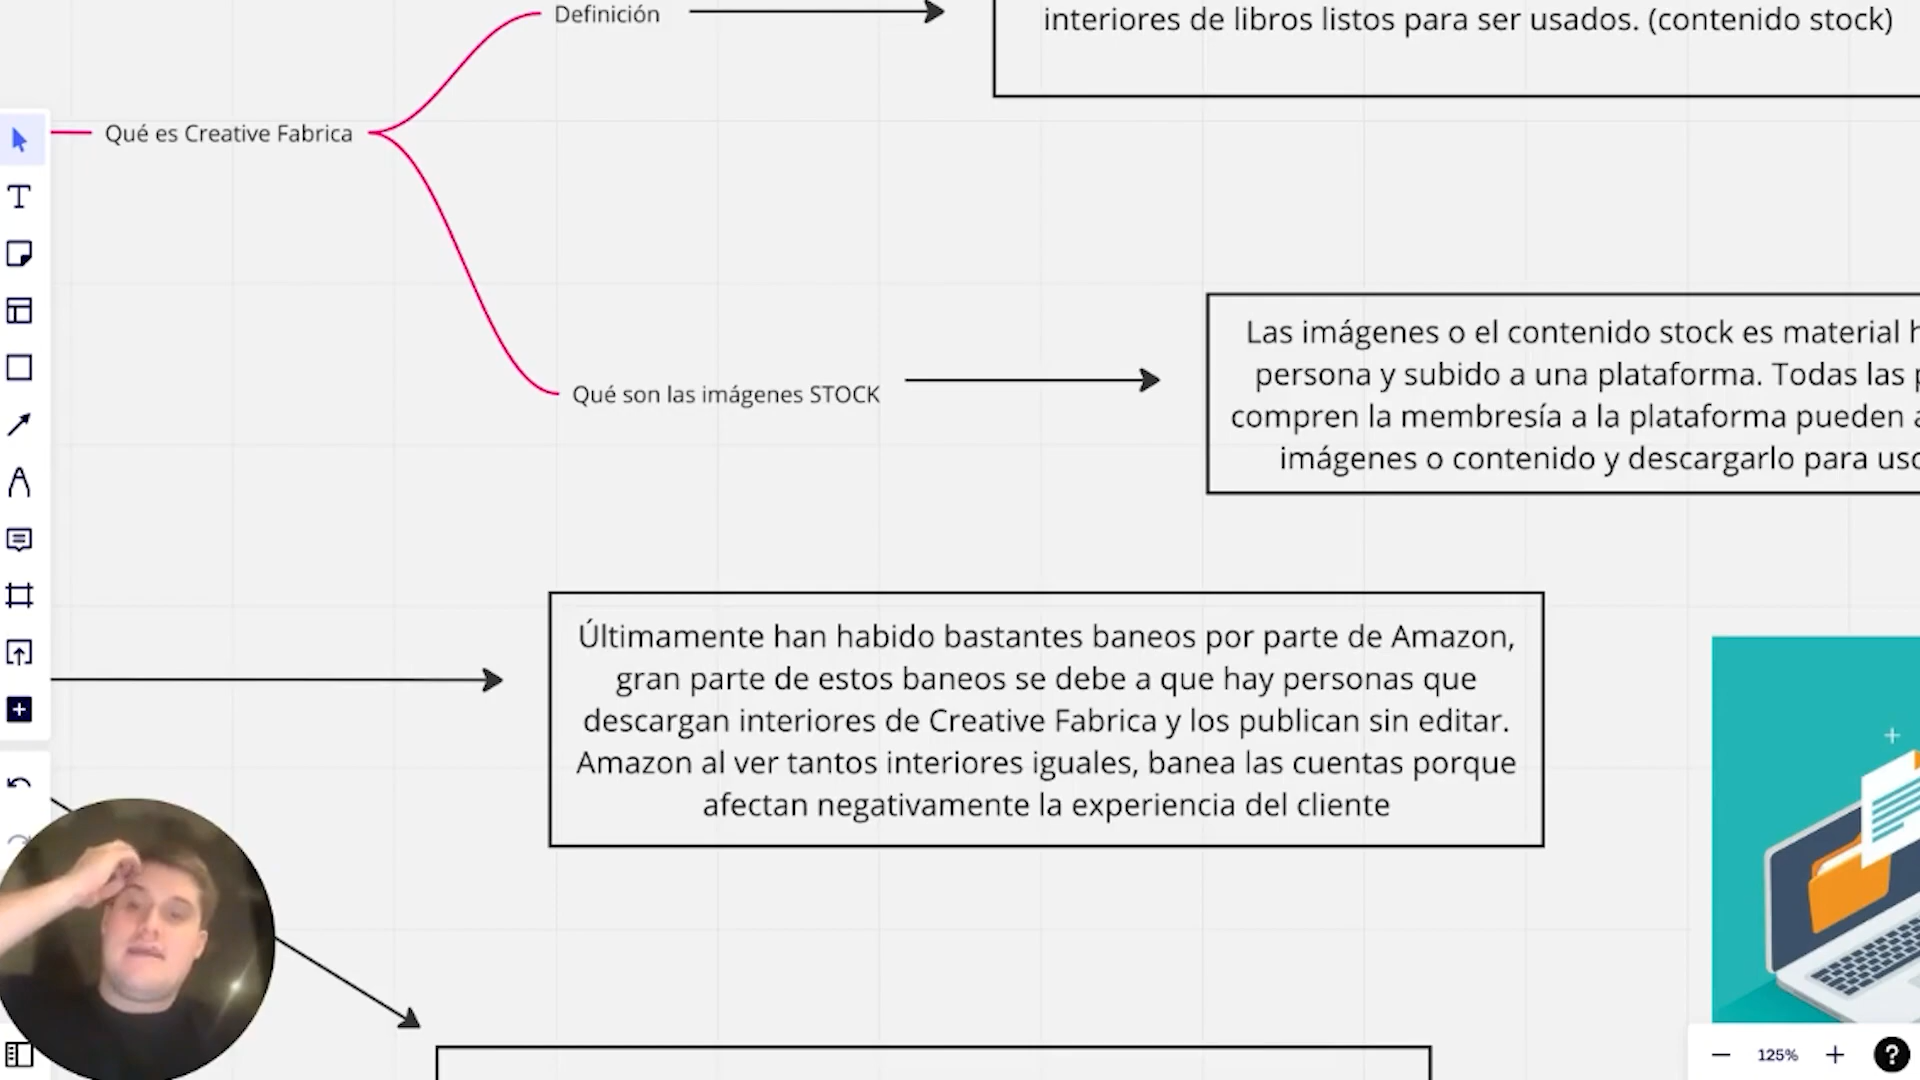 Definición
interiores de libros listos para ser usados. (contenido stock)
Qué es Creative Fabrica
Las imágenes o el contenido stock es material
persona y subido a una plataforma. Todas las
compren la membresía a la plataforma pueden
imágenes o contenido y descargarlo para
Qué son las imágenes STOCK
Últimamente han habido bastantes baneos por parte de Amazon,
gran parte de estos baneos se debe a que hay personas que
descargan interiores de Creative Fabrica y los publican sin editar.
Amazon al ver tantos interiores iguales, banea las cuentas porque
afectan negativamente la experiencia del cliente
125%